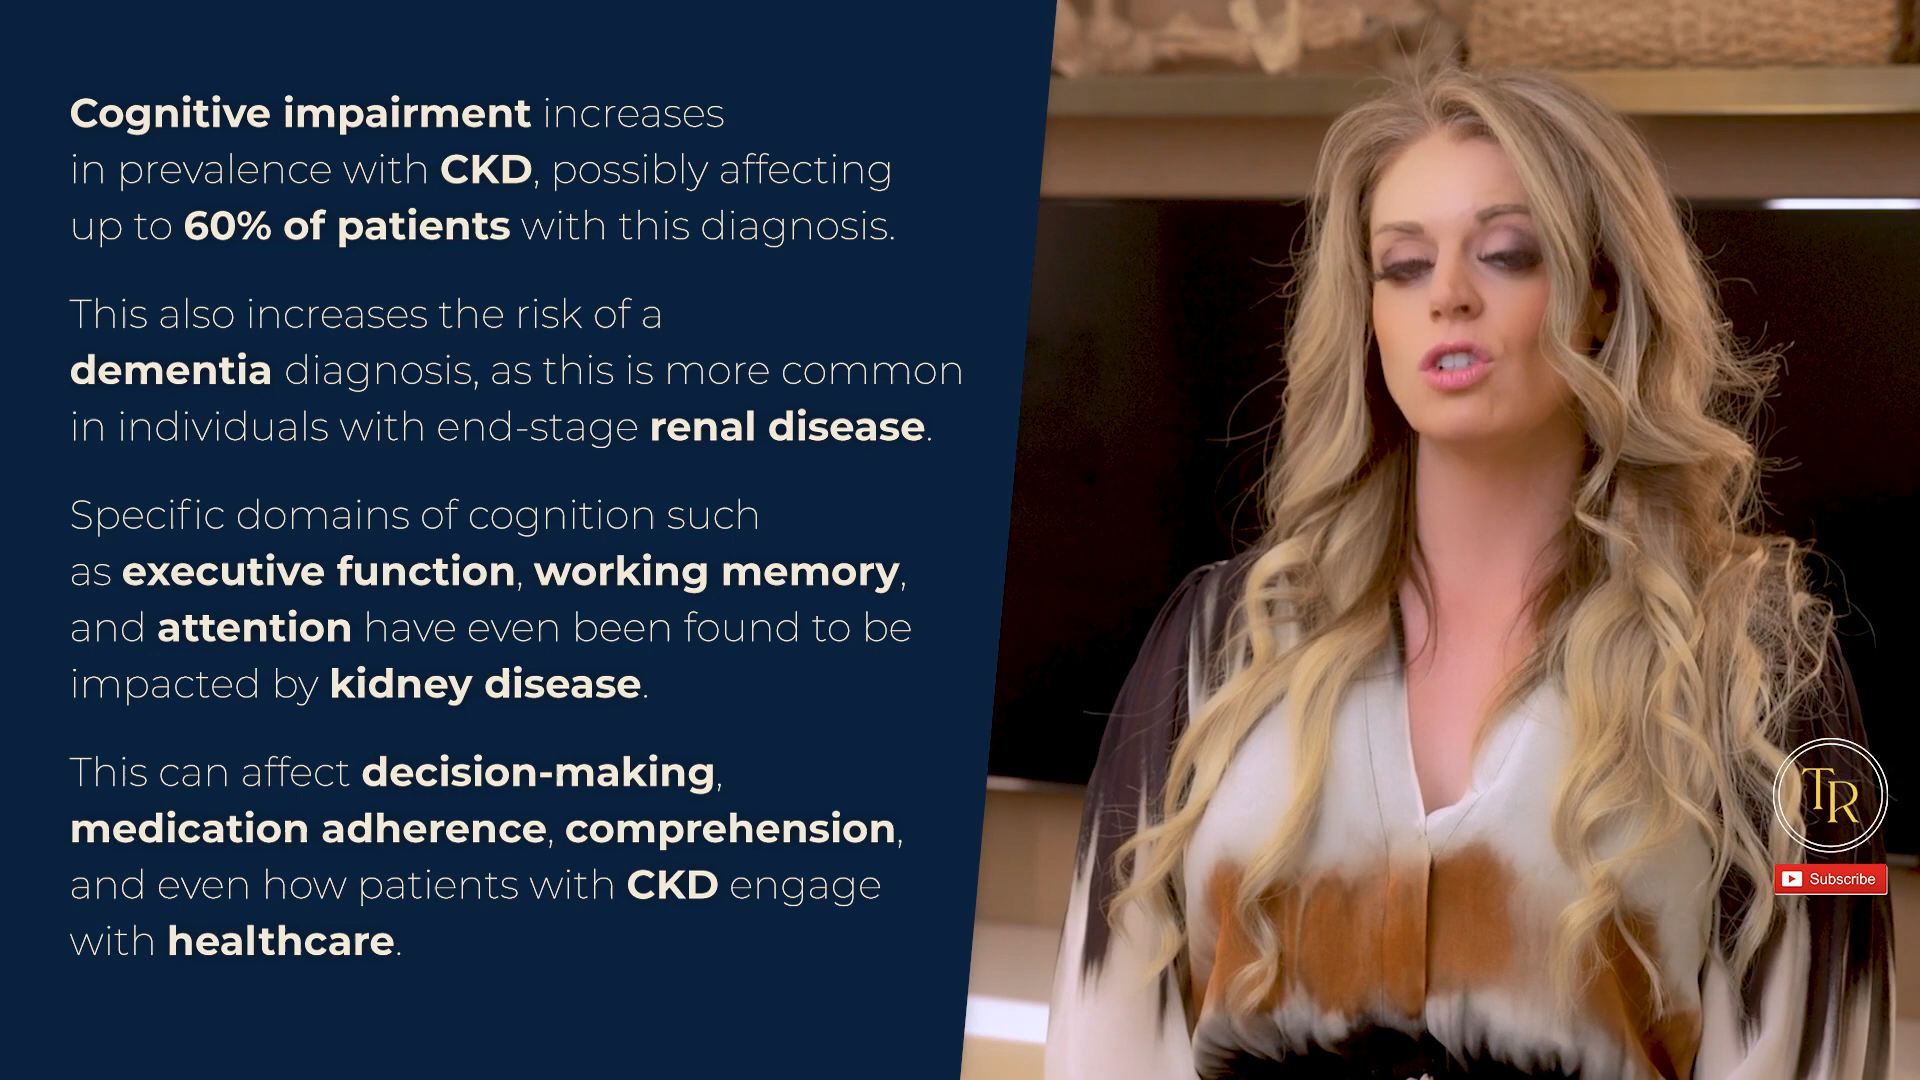 Cognitive impairment increases
in prevalence with CKD, possibly affecting
up to 60% of patients with this diagnosis.
This also increases the risk of a
dementia diagnosis, as this is more common
in individuals with end-stage renal disease.
Specific domains of cognition such
as executive function, working memory,
and attention have even been found to be
impacted by kidney disease.
This can affect decision-making,
medication adherence, comprehension,
and even how patients with CKD engage
with healthcare.
TR
Subscribe